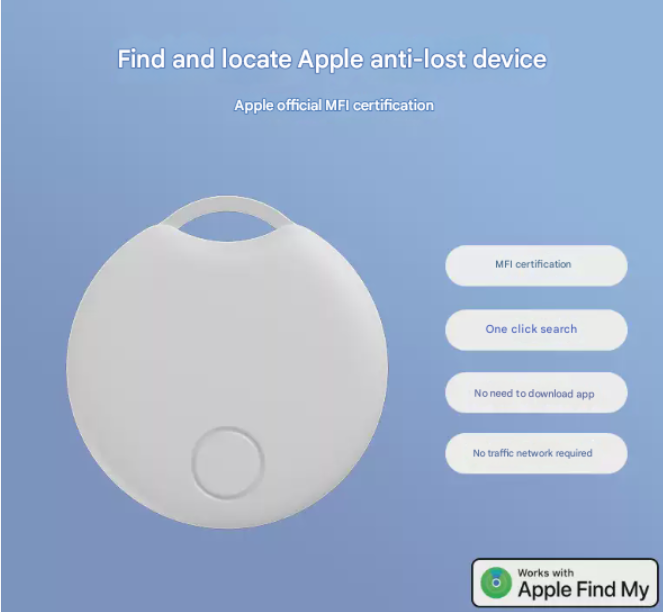 Find and locate Apple anti-lost device
Apple official MFI certification
MFI certification
One click search
No need to download app
No traffic network required
Works with
Apple Find My